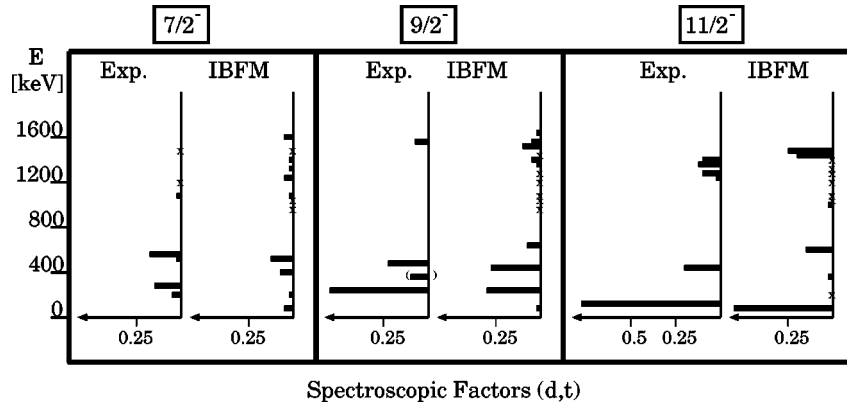 7/2⁻ 9/2⁻ 11/2⁻
E
[keV]
Exp. IBFM Exp. IBFM Exp. IBFM
1600
1200
800
400
0
( )
0.25 0.25 0.25 0.25 0.5 0.25 0.25
Spectroscopic Factors (d,t)